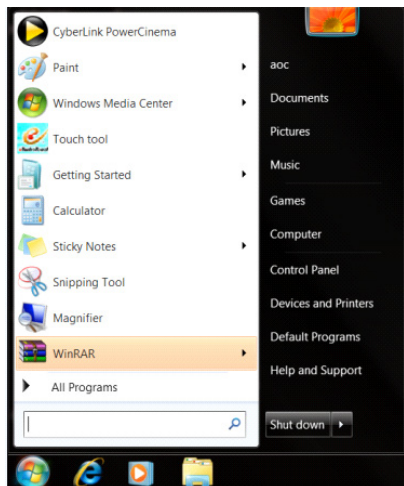 CyberLink PowerCinema
Paint
Windows Media Center
Touch tool
Getting Started
Calculator
Sticky Notes
Snipping Tool
Magnifier
WinRAR
All Programs
aoc
Documents
Pictures
Music
Games
Computer
Control Panel
Devices and Printers
Default Programs
Help and Support
Shut down